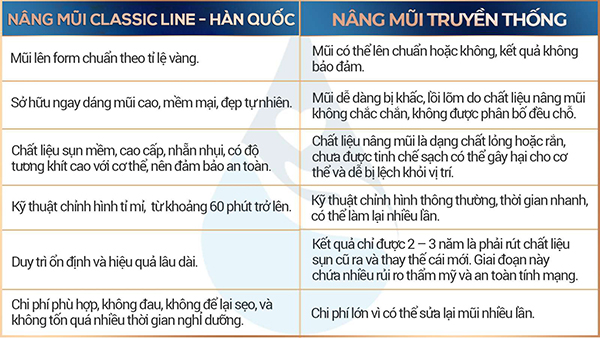 NÂNG MŨI CLASSIC LINE - HÀN QUỐC
NÂNG MŨI TRUYỀN THỐNG
Mũi lên form chuẩn theo tỉ lệ vàng.
Mũi có thể lên chuẩn hoặc không, kết quả không
bảo đảm.
Sở hữu ngay dáng mũi cao, mềm mại, đẹp tự nhiên.
Mũi dễ dàng bị khấc, lồi lõm do chất liệu nâng mũi
không chắc chắn, không được phân bố đều chỗ.
Chất liệu sụn mềm, cao cấp, nhẵn nhụi, có độ
tương khít cao với cơ thể, nên đảm bảo an toàn.
Chất liệu nâng mũi là dạng chất lỏng hoặc rắn,
chưa được tinh chế sạch có thể gây hại cho cơ
thể và dễ bị lệch khỏi vị trí.
Kỹ thuật chỉnh hình tỉ mỉ, từ khoảng 60 phút trở lên.
Kỹ thuật chỉnh hình thông thường, thời gian nhanh,
có thể làm lại nhiều lần.
Duy trì ổn định và hiệu quả lâu dài.
Kết quả chỉ được 2 – 3 năm là phải rút chất liệu
sụn cũ ra và thay thế cái mới. Giai đoạn này
chứa nhiều rủi ro thẩm mỹ và an toàn tính mạng.
Chi phí phù hợp, không đau, không để lại sẹo, và
không tốn quá nhiều thời gian nghỉ dưỡng.
Chi phí lớn vì có thể sửa lại mũi nhiều lần.